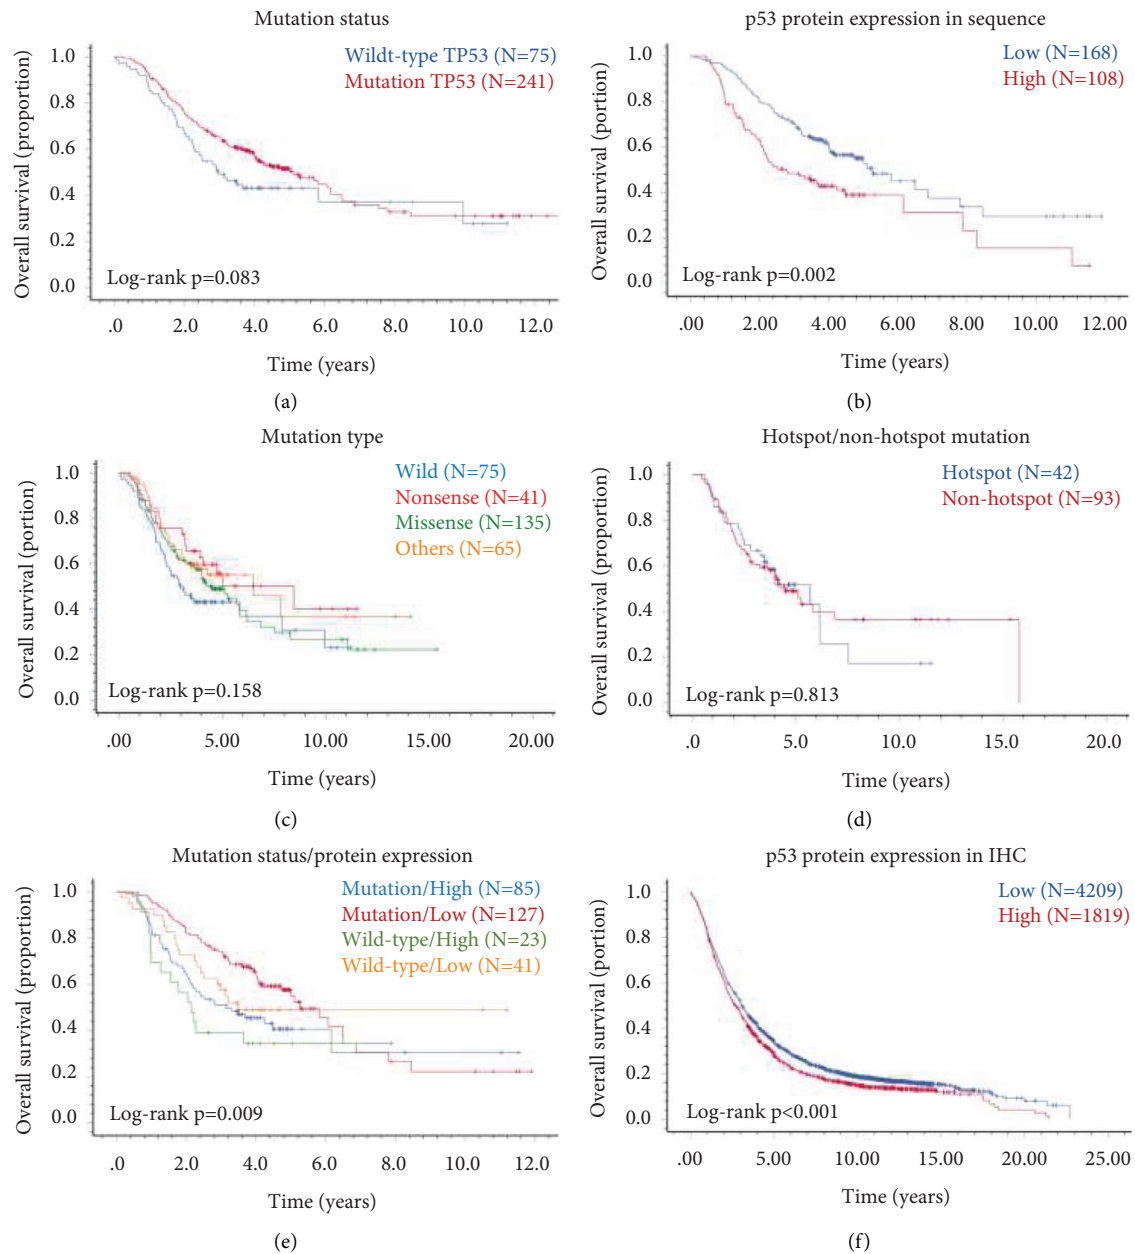 Mutation status
Wildt-type TP53 (N=75)
Mutation TP53 (N=241)
Overall survival (proportion)
1.0
0.8
0.6
0.4
0.2
0.0
Log-rank p=0.083
.0 2.0 4.0 6.0 10.0 12.0
Time (years)
(a)
p53 protein expression in sequence
Low (N=168)
High (N=108)
Overall survival (portion)
1.0
0.8
0.6
0.4
0.2
0.0
Log-rank p=0.002
.00 2.00 4.00 6.00 8.00 10.00 12.00
Time (years)
(b)
Mutation type
Wild (N=75)
Nonsense (N=41)
Missense (N=135)
Others (N=65)
Overall survival (portion)
1.0
0.8
0.6
0.4
0.2
0.0
Log-rank p=0.158
.00 5.00 10.00 15.00 20.00
Time (years)
(c)
Hotspot/non-hotspot mutation
Hotspot (N=42)
Non-hotspot (N=93)
Overall survival (proportion)
1.0
0.8
0.6
0.4
0.2
0.0
Log-rank p=0.813
.0 5.0 10.0 15.0 20.0
Time (years)
(d)
Mutation status/protein expression
Mutation/High (N=85)
Mutation/Low (N=127)
Wild-type/High (N=23)
Wild-type/Low (N=41)
Overall survival (proportion)
1.0
0.8
0.6
0.4
0.2
0.0
Log-rank p=0.009
.0 2.0 4.0 6.0 10.0 12.0
Time (years)
(e)
p53 protein expression in IHC
Low (N=4209)
High (N=1819)
Overall survival (portion)
1.0
0.8
0.6
0.4
0.2
0.0
Log-rank p<0.001
.00 5.00 10.00 15.00 20.00 25.00
Time (years)
(f)